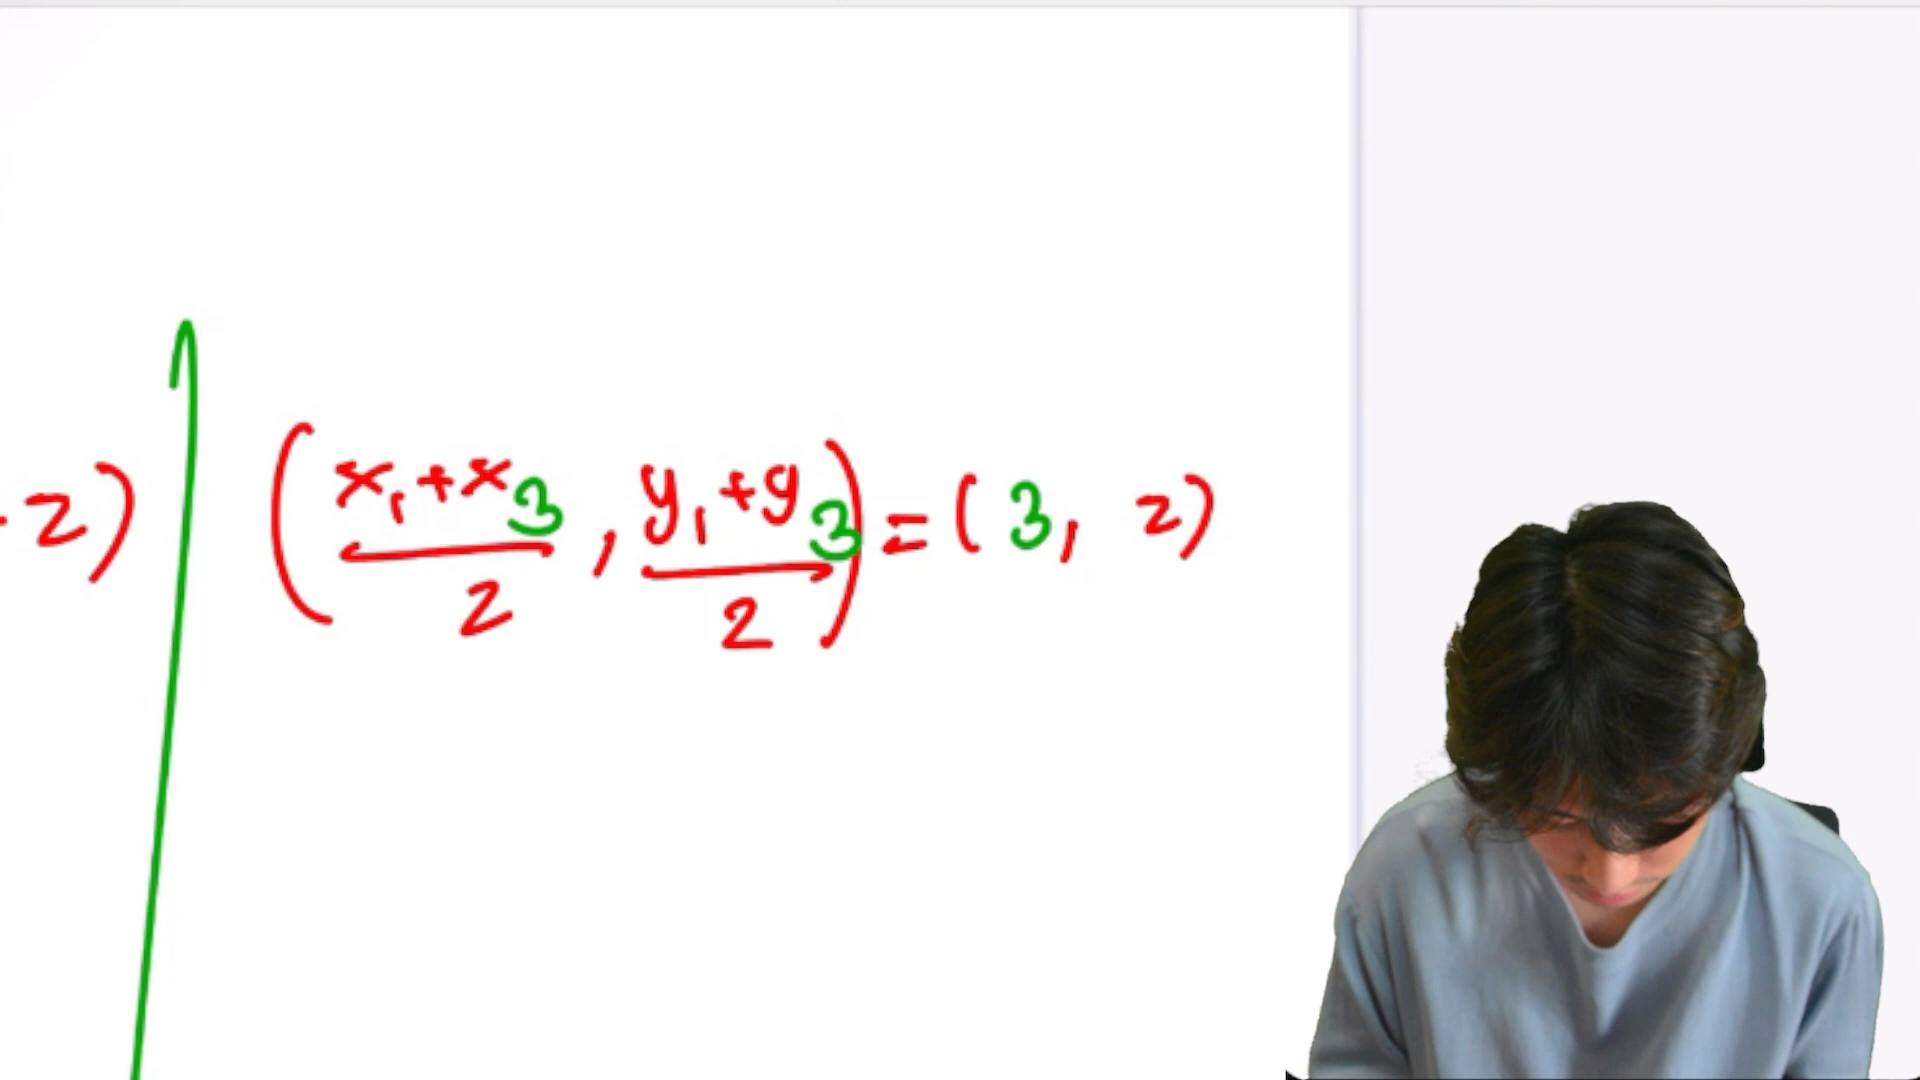 -2) (x₁+x₃/2, y₁+y₃/2) = (3, 2)